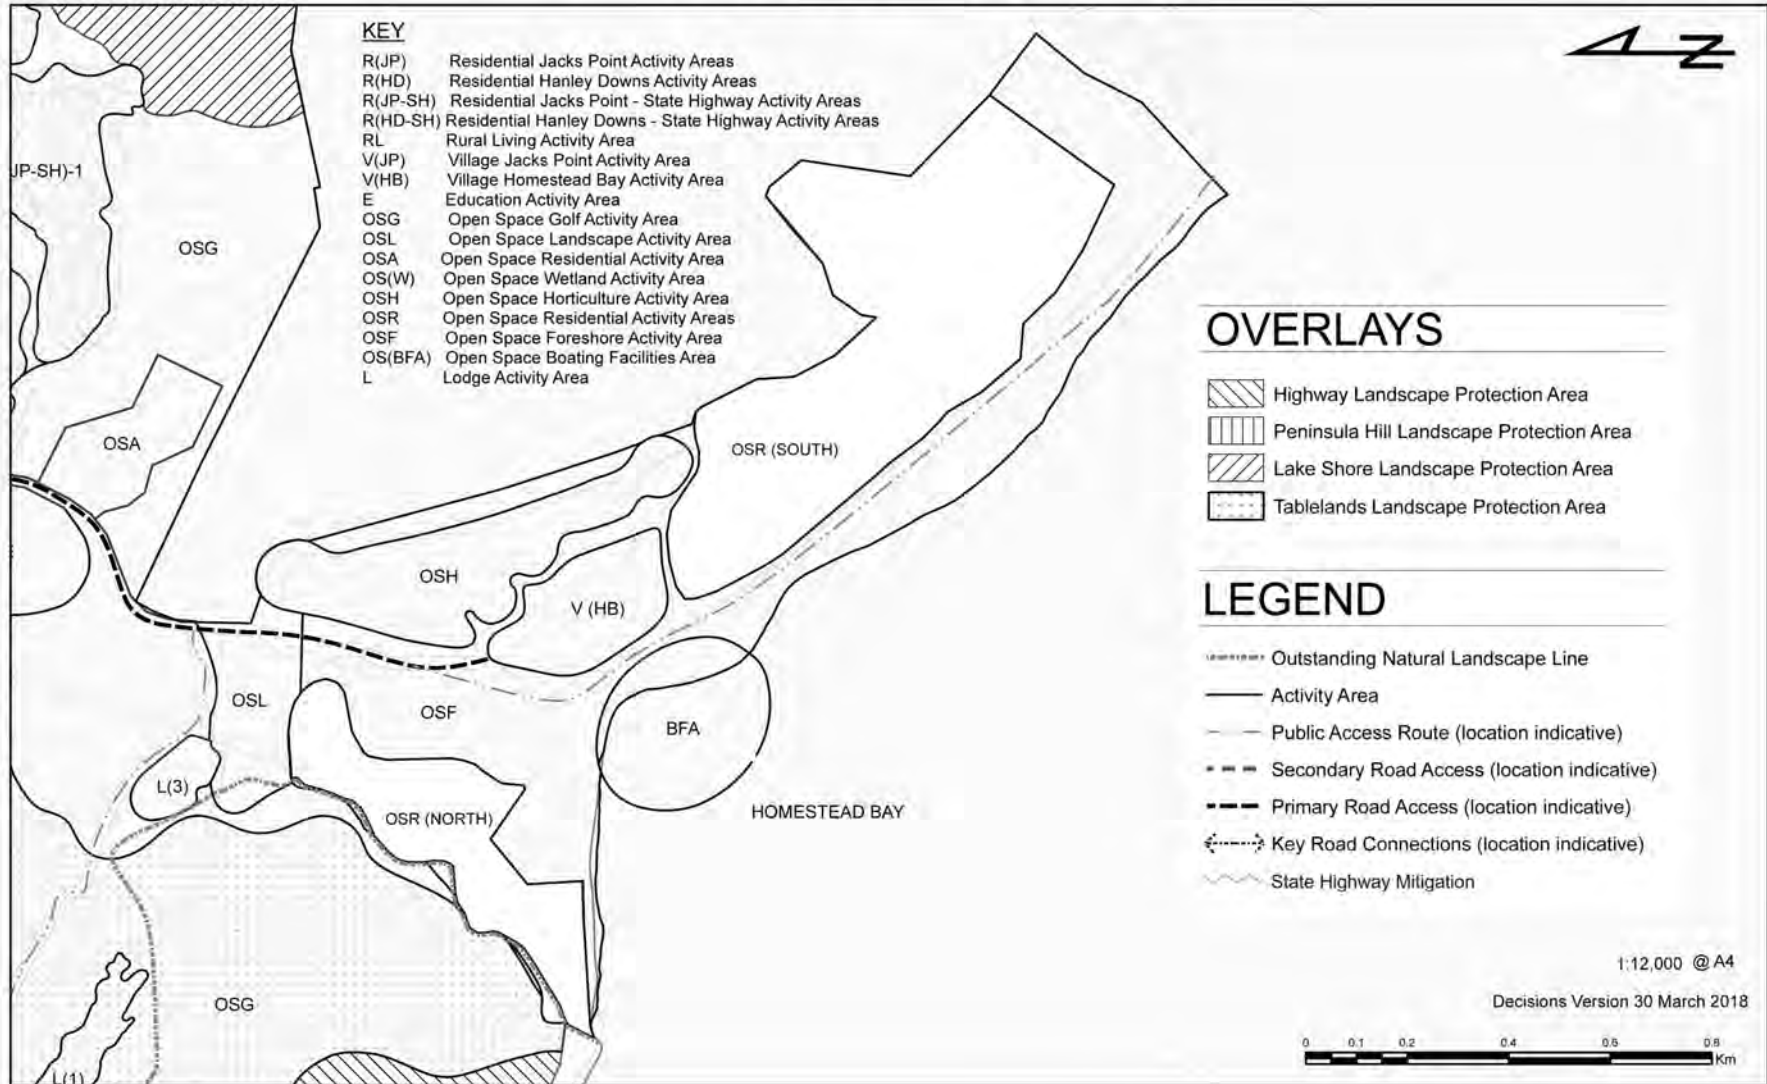 KEY
R(JP) Residential Jacks Point Activity Areas
R(HD) Residential Hanley Downs Activity Areas
R(JP-SH) Residential Jacks Point - State Highway Activity Areas
R(HD-SH) Residential Hanley Downs - State Highway Activity Areas
RL Rural Living Activity Area
V(JP) Village Jacks Point Activity Area
V(HB) Village Homestead Bay Activity Area
E Education Activity Area
OSG Open Space Golf Activity Area
OSL Open Space Landscape Activity Area
OSA Open Space Residential Activity Area
OS(W) Open Space Wetland Activity Area
OSH Open Space Horticulture Activity Area
OSR Open Space Residential Activity Areas
OSF Open Space Foreshore Activity Area
OS(BFA) Open Space Boating Facilities Area
L Lodge Activity Area
Z
JP-SH)-1
OSG
OSA
OSR (SOUTH)
OSH
V (HB)
OSL
OSF
BFA
L(3)
OSR (NORTH)
HOMESTEAD BAY
OSG
L(1)
OVERLAYS
Highway Landscape Protection Area
Peninsula Hill Landscape Protection Area
Lake Shore Landscape Protection Area
Tablelands Landscape Protection Area
LEGEND
Outstanding Natural Landscape Line
Activity Area
Public Access Route (location indicative)
Secondary Road Access (location indicative)
Primary Road Access (location indicative)
Key Road Connections (location indicative)
State Highway Mitigation
1:12,000 @ A4
Decisions Version 30 March 2018
0 0.1 0.2 0.4 0.6 0.8
Km